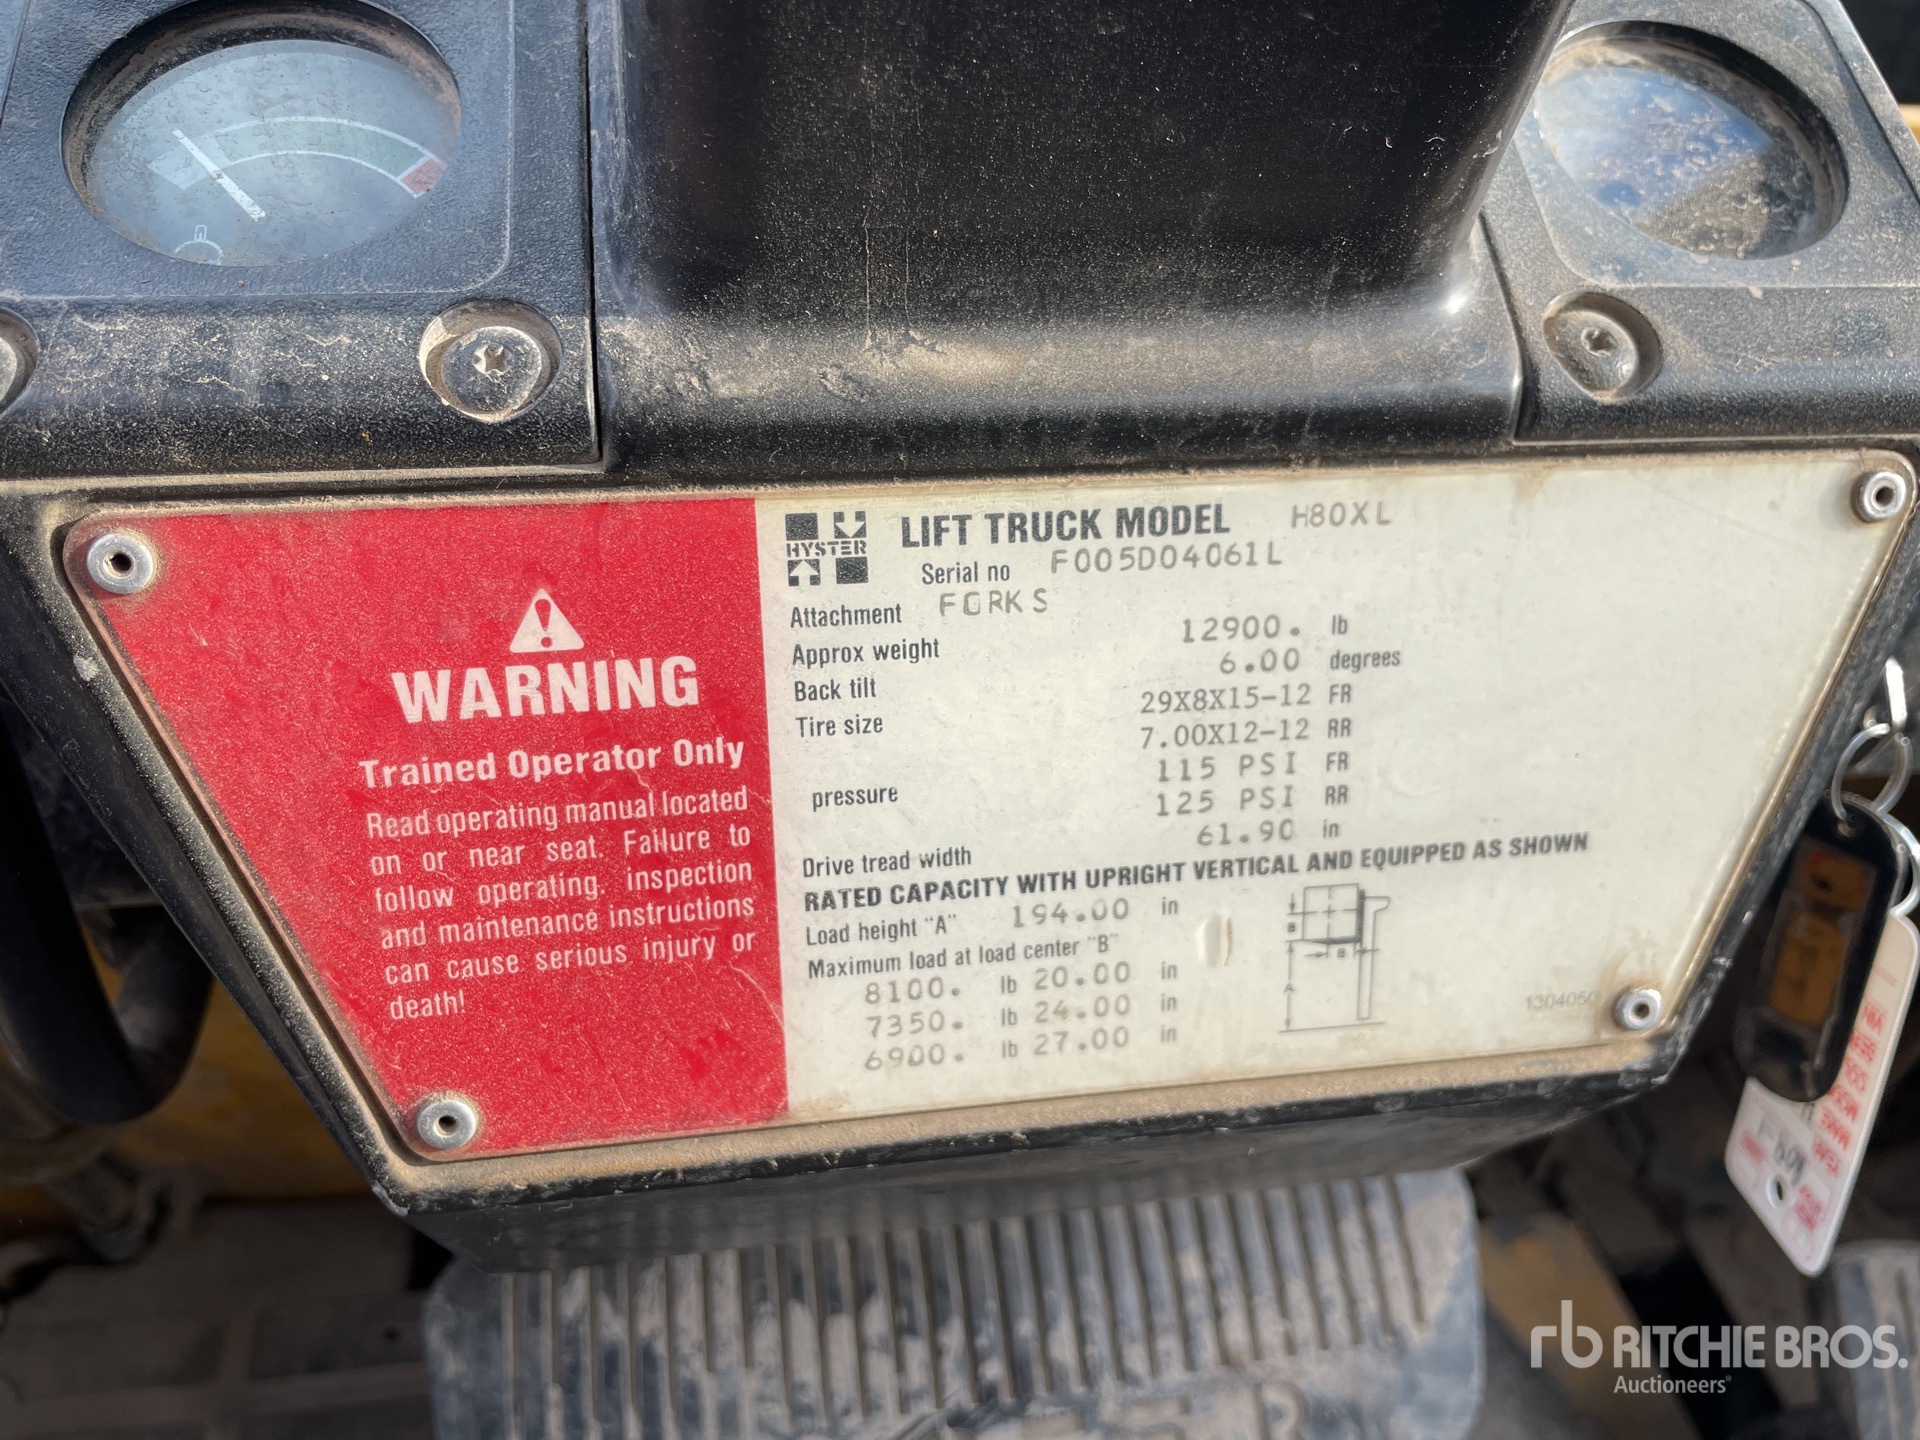 HYSTER
LIFT TRUCK MODEL H80XL
Serial no F005D04061L
Attachment FORKS
Approx weight 12900. lb
Back tilt 6.00 degrees
Tire size 29X8X15-12 FR
7.00X12-12 RR
pressure 115 PSI FR
125 PSI RR
Drive tread width 61.90 in
RATED CAPACITY WITH UPRIGHT VERTICAL AND EQUIPPED AS SHOWN
Load height "A" 194.00 in
Maximum load at load center "B"
8100. lb 20.00 in
7350. lb 24.00 in
6900. lb 27.00 in
B
B
A
WARNING
Trained Operator Only
Read operating manual located
on or near seat. Failure to
follow operating, inspection
and maintenance instructions
can cause serious injury or
death!
YEAR
MAKE
MODEL
rb RITCHIE BROS.
Auctioneers